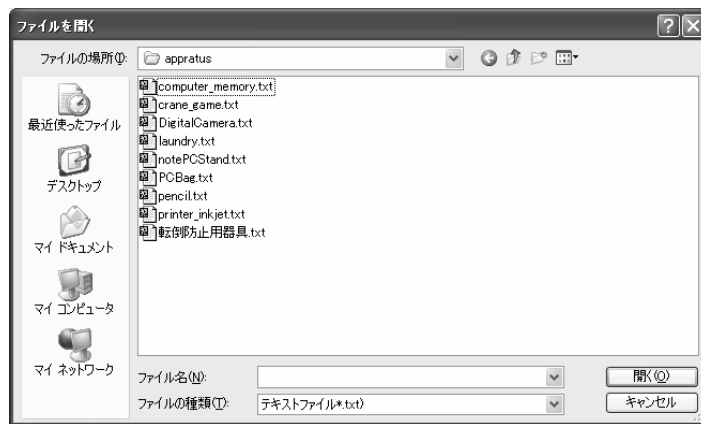 ファイルを開く
ファイルの場所(I):
appratus
最近使ったファイル
デスクトップ
マイ ドキュメント
マイ コンピュータ
マイ ネットワーク
computer_memory.txt
crane_game.txt
DigitalCamera.txt
laundry.txt
notePCStand.txt
PCBag.txt
pencil.txt
printer_inkjet.txt
転倒防止用器具.txt
ファイル名(N):
開く(O)
ファイルの種類(T):
テキストファイル*.txt)
キャンセル